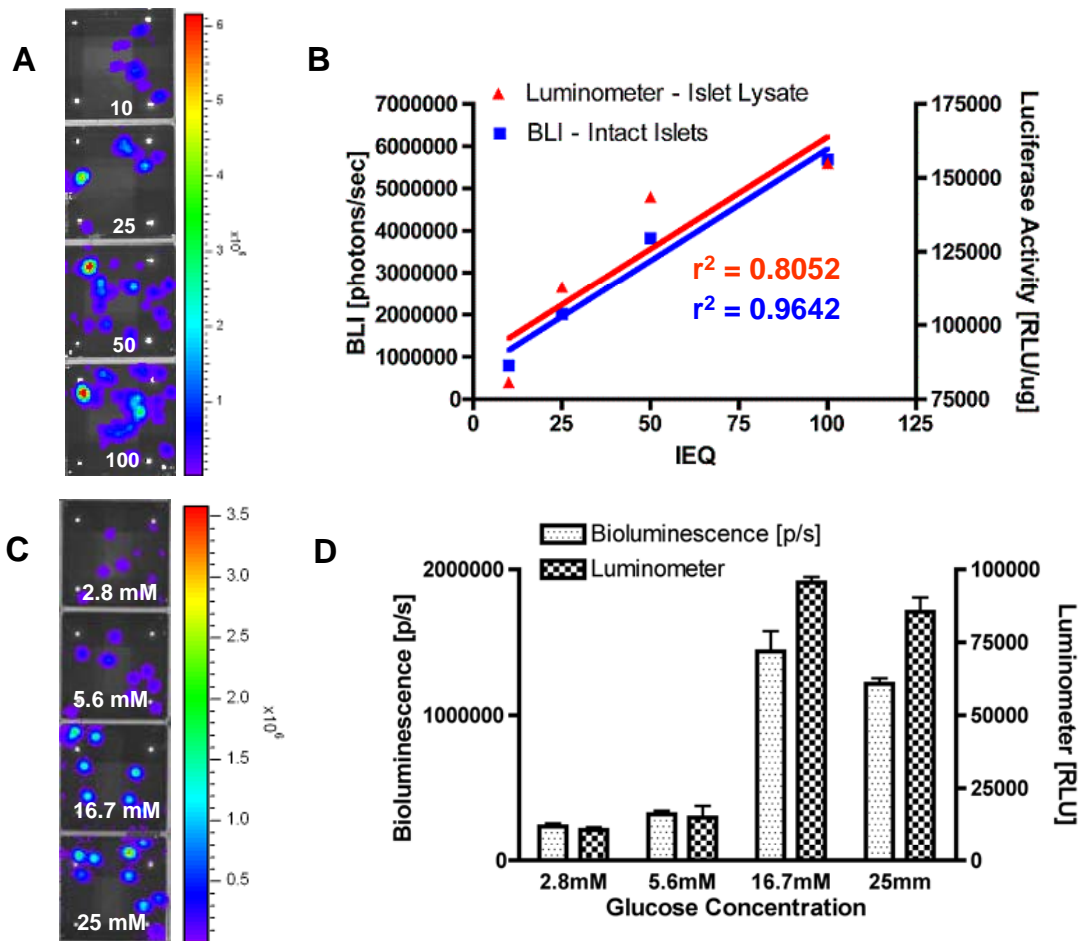 A
10
25
50
100
6
5
4
3
2
1
x10⁵
B
Luminometer - Islet Lysate
BLI - Intact Islets
7000000
6000000
5000000
4000000
3000000
2000000
1000000
0
BLI [photons/sec]
175000
150000
125000
100000
75000
Luciferase Activity [RLU/ug]
r² = 0.8052
r² = 0.9642
0 25 50 75 100 125
IEQ
C
2.8 mM
5.6 mM
16.7 mM
25 mM
3.5
3.0
2.5
2.0
1.5
1.0
0.5
x10⁶
D
Bioluminescence [p/s]
Luminometer
2000000
1000000
0
Bioluminescence [p/s]
100000
75000
50000
25000
0
Luminometer [RLU]
2.8mM 5.6mM 16.7mM 25mm
Glucose Concentration